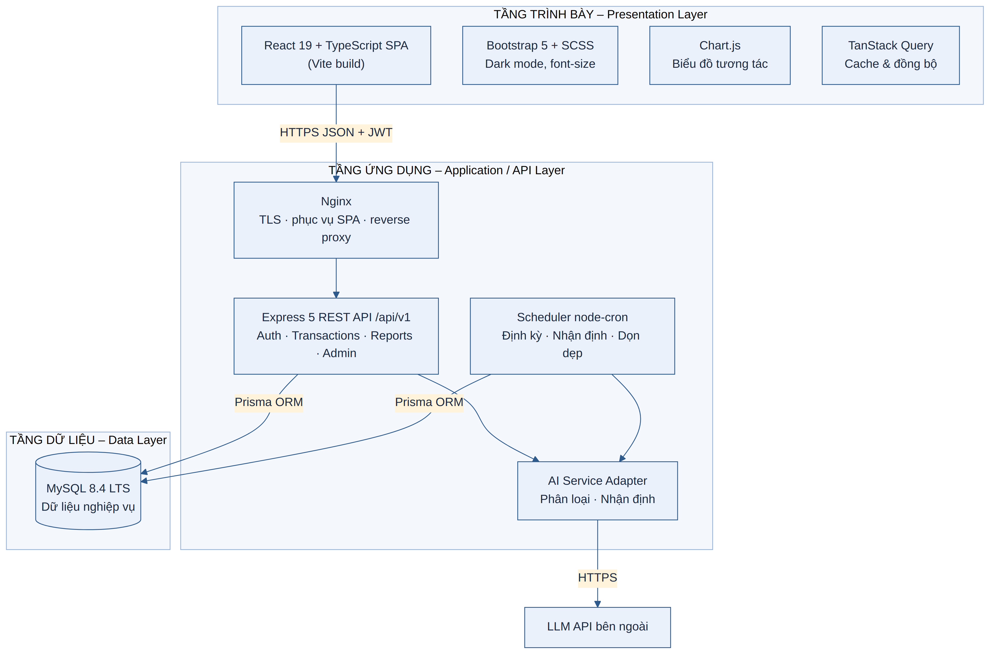 TẦNG TRÌNH BÀY – Presentation Layer
React 19 + TypeScript SPA
(Vite build)
Bootstrap 5 + SCSS
Dark mode, font-size
Chart.js
Biểu đồ tương tác
TanStack Query
Cache & đồng bộ
HTTPS JSON + JWT
TẦNG ỨNG DỤNG – Application / API Layer
Nginx
TLS · phục vụ SPA · reverse
proxy
Express 5 REST API /api/v1
Auth · Transactions · Reports
· Admin
Scheduler node-cron
Định kỳ · Nhận định · Dọn
dẹp
Prisma ORM
Prisma ORM
TẦNG DỮ LIỆU – Data Layer
MySQL 8.4 LTS
Dữ liệu nghiệp vụ
AI Service Adapter
Phân loại · Nhận định
HTTPS
LLM API bên ngoài